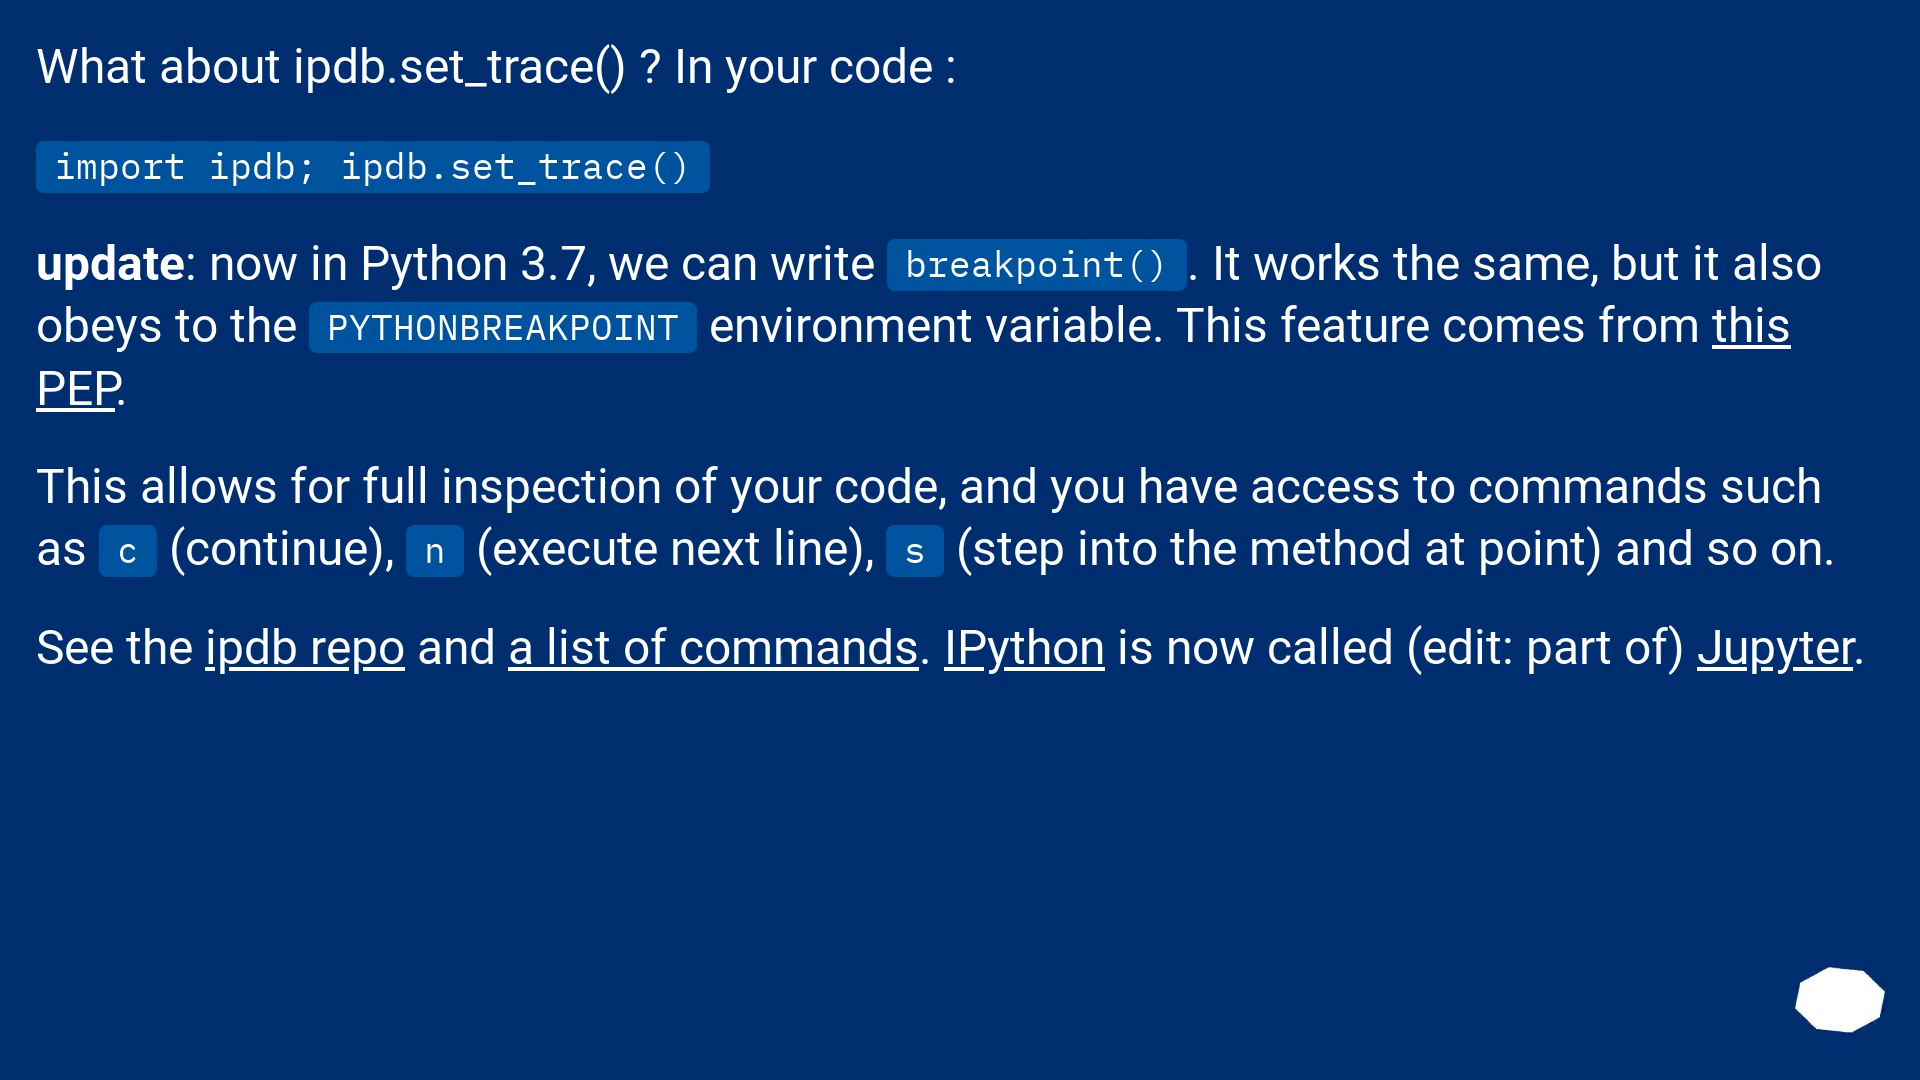 What about ipdb.set_trace() ? In your code :
import ipdb; ipdb.set_trace()
update: now in Python 3.7, we can write breakpoint(). It works the same, but it also
obeys to the PYTHONBREAKPOINT environment variable. This feature comes from this
PEP.
This allows for full inspection of your code, and you have access to commands such
as c (continue), n (execute next line), s (step into the method at point) and so on.
See the ipdb repo and a list of commands. IPython is now called (edit: part of) Jupyter.